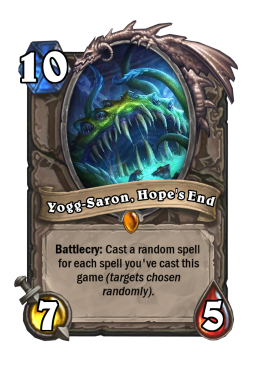 10
Yogg-Saron, Hope's End
Battlecry: Cast a random spell
for each spell you've cast this
game (targets chosen
randomly).
7
5